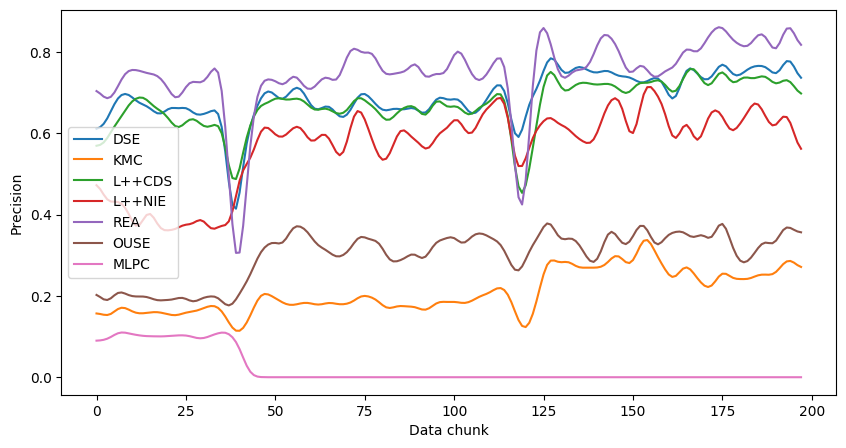 0.8
0.6
0.4
0.2
0.0
Precision
DSE
KMC
L++CDS
L++NIE
REA
OUSE
MLPC
0 25 50 75 100 125 150 175 200
Data chunk